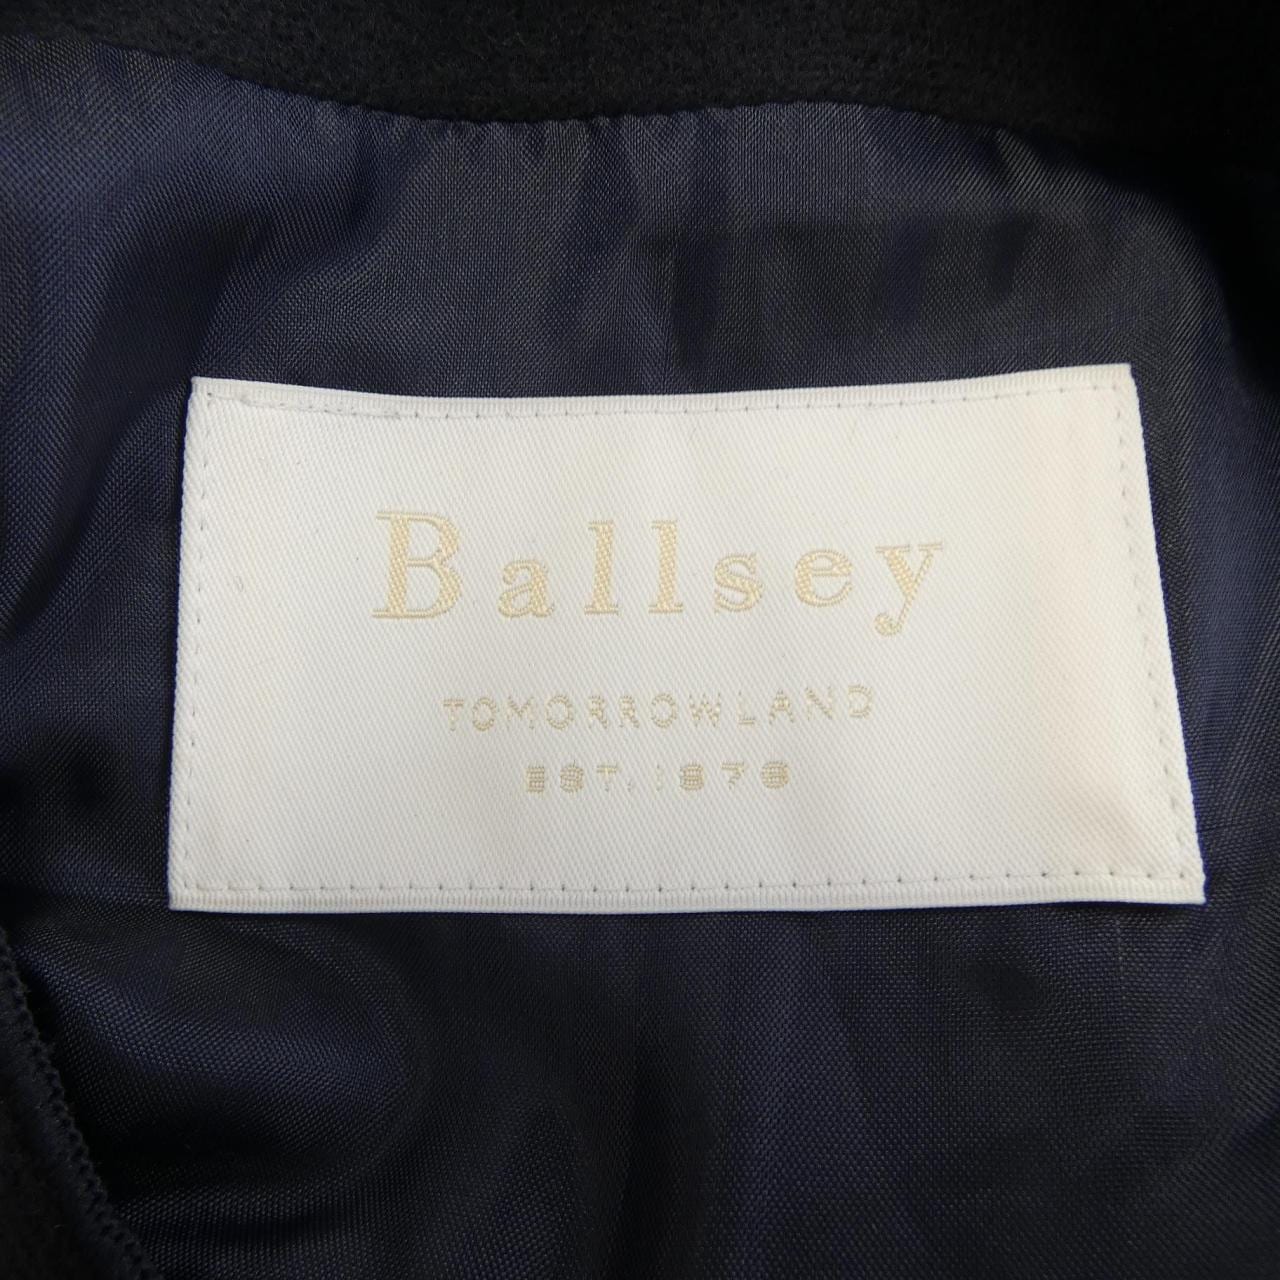 Ballsey
TOMORROWLAND
EST. 1978